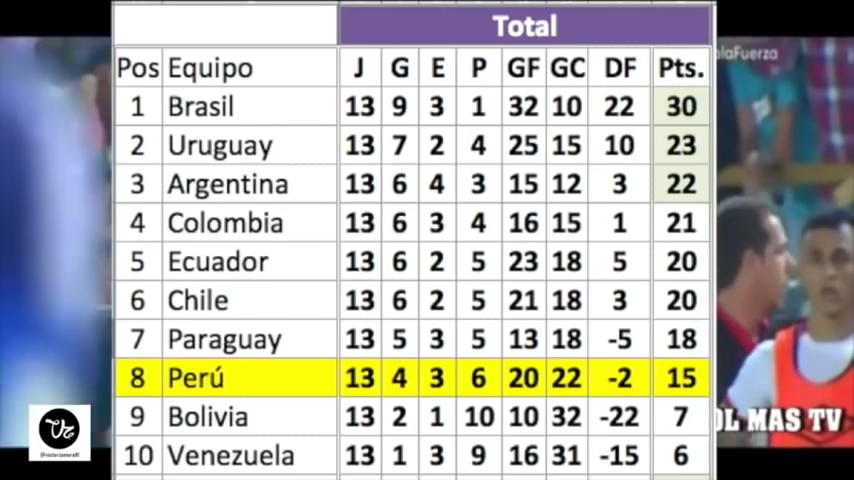 Total
Pos Equipo J G E P GF GC DF Pts.
1 Brasil 13 9 3 1 32 10 22 30
2 Uruguay 13 7 2 4 25 15 10 23
3 Argentina 13 6 4 3 15 12 3 22
4 Colombia 13 6 3 4 16 15 1 21
5 Ecuador 13 6 2 5 23 18 5 20
6 Chile 13 6 2 5 21 18 3 20
7 Paraguay 13 5 3 5 13 18 -5 18
8 Perú 13 4 3 6 20 22 -2 15
9 Bolivia 13 2 1 10 10 32 -22 7
10 Venezuela 13 1 3 9 16 31 -15 6
olaFuerza
OL MAS TV